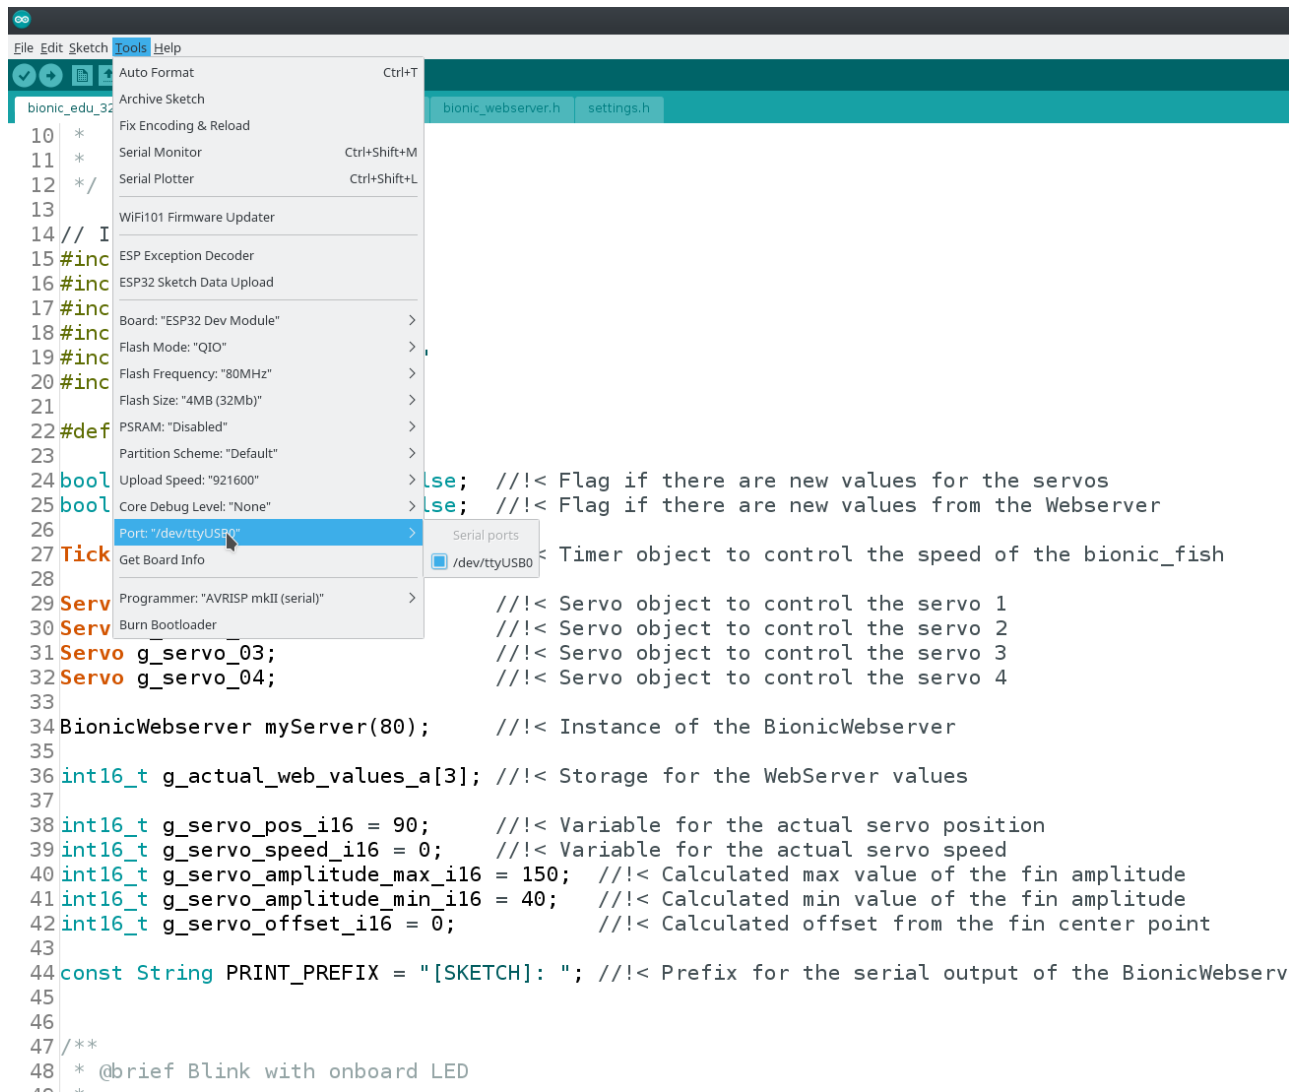 File Edit Sketch Tools Help
Auto Format Ctrl+T
Archive Sketch
Fix Encoding & Reload
Serial Monitor Ctrl+Shift+M
Serial Plotter Ctrl+Shift+L
WiFi101 Firmware Updater
ESP Exception Decoder
ESP32 Sketch Data Upload
Board: "ESP32 Dev Module"
Flash Mode: "QIO"
Flash Frequency: "80MHz"
Flash Size: "4MB (32Mb)"
PSRAM: "Disabled"
Partition Scheme: "Default"
Upload Speed: "921600"
Core Debug Level: "None"
Port: "/dev/ttyUSB0"
Get Board Info
Programmer: "AVRISP mkII (serial)"
Burn Bootloader
Serial ports
/dev/ttyUSB0
bionic_edu_32 bionic_webserver.h settings.h
10 *
11 *
12 */
13
14 // I
15 #inc
16 #inc
17 #inc
18 #inc
19 #inc "
20 #inc
21
22 #def
23
24 bool lse; //!< Flag if there are new values for the servos
25 bool lse; //!< Flag if there are new values from the Webserver
26
27 Tick < Timer object to control the speed of the bionic_fish
28
29 Serv //!< Servo object to control the servo 1
30 Serv //!< Servo object to control the servo 2
31 Servo g_servo_03; //!< Servo object to control the servo 3
32 Servo g_servo_04; //!< Servo object to control the servo 4
33
34 BionicWebserver myServer(80); //!< Instance of the BionicWebserver
35
36 int16_t g_actual_web_values_a[3]; //!< Storage for the WebServer values
37
38 int16_t g_servo_pos_i16 = 90; //!< Variable for the actual servo position
39 int16_t g_servo_speed_i16 = 0; //!< Variable for the actual servo speed
40 int16_t g_servo_amplitude_max_i16 = 150; //!< Calculated max value of the fin amplitude
41 int16_t g_servo_amplitude_min_i16 = 40; //!< Calculated min value of the fin amplitude
42 int16_t g_servo_offset_i16 = 0; //!< Calculated offset from the fin center point
43
44 const String PRINT_PREFIX = "[SKETCH]: "; //!< Prefix for the serial output of the BionicWebserv
45
46
47 /**
48 * @brief Blink with onboard LED